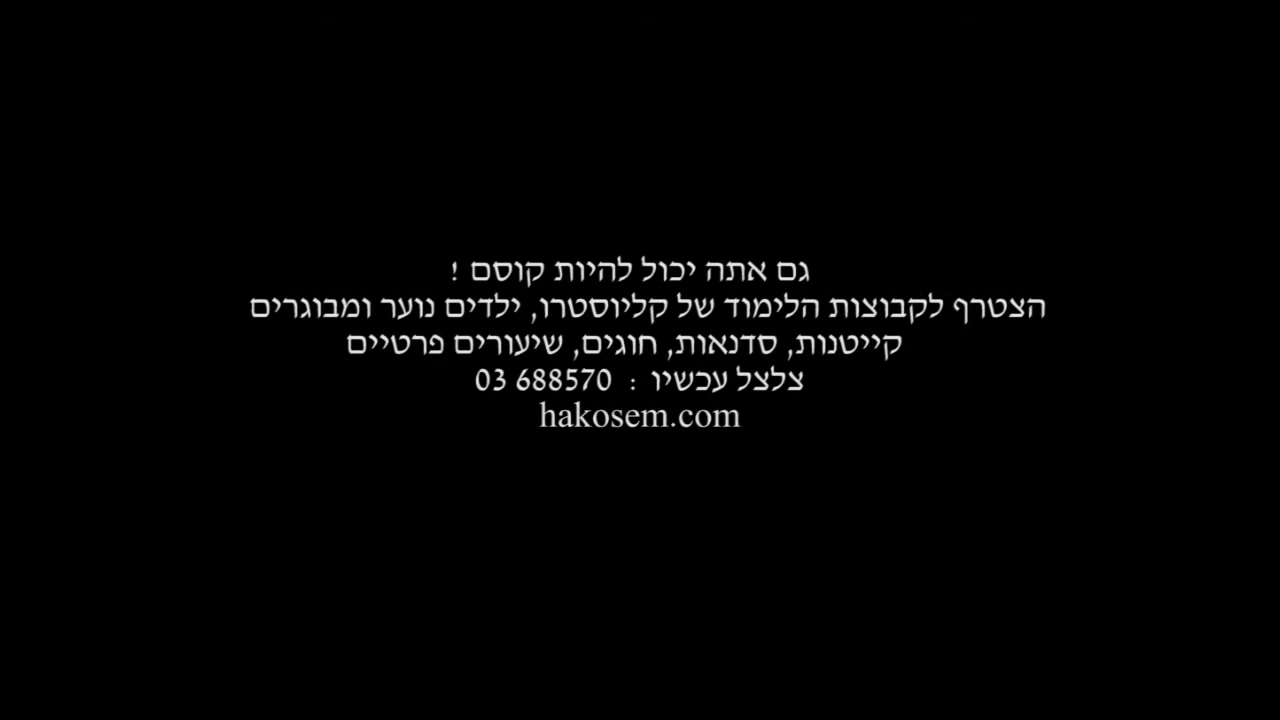 גם אתה יכול להיות קוסם !
הצטרף לקבוצות הלימוד של קליוסטרו, ילדים נוער ומבוגרים
קייטנות, סדנאות, חוגים, שיעורים פרטיים
צלצל עכשיו : 03 688570
hakosem.com